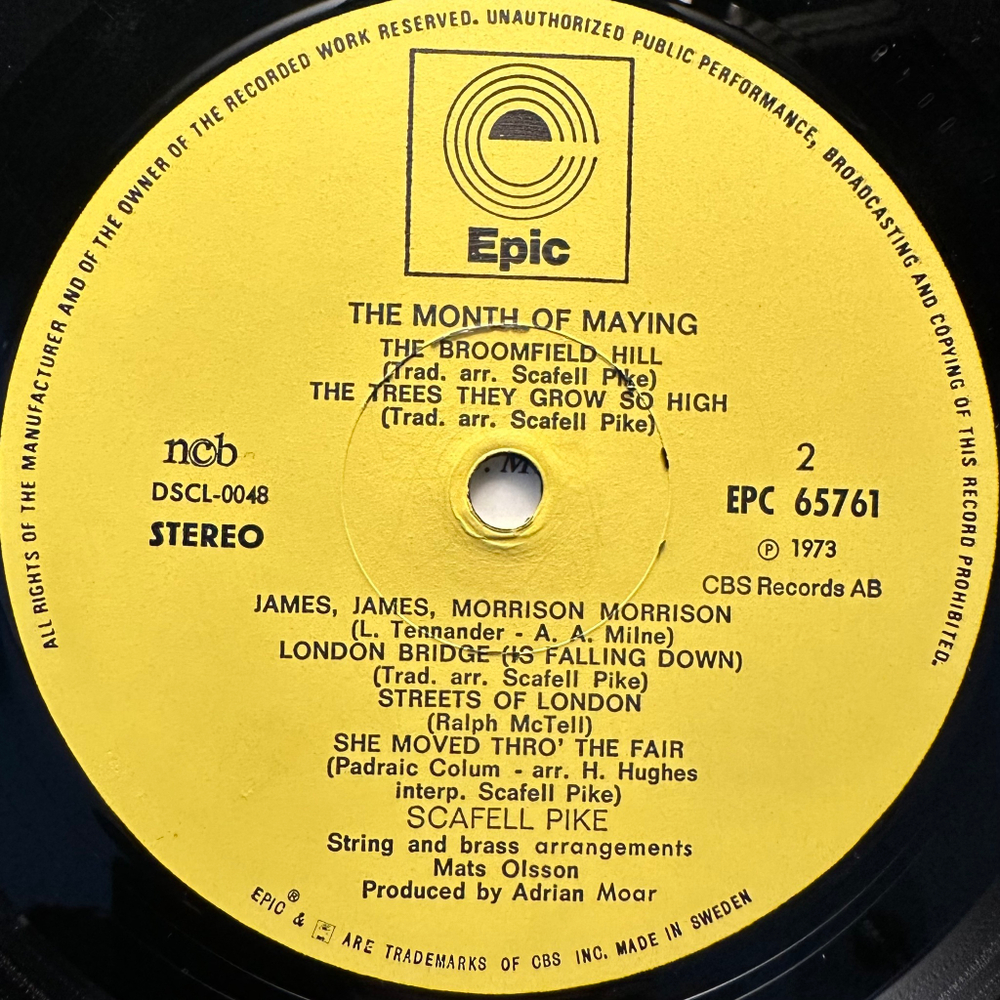 ALL RIGHTS OF THE MANUFACTURER AND OF THE OWNER OF THE RECORDED WORK RESERVED. UNAUTHORIZED PUBLIC PERFORMANCE, BROADCASTING AND COPYING OF THIS RECORD PROHIBITED.
Epic
THE MONTH OF MAYING
THE BROOMFIELD HILL
(Trad. arr. Scafell Pike)
THE TREES THEY GROW SO HIGH
(Trad. arr. Scafell Pike)
ncb
DSCL-0048
STEREO
2
EPC 65761
℗ 1973
CBS Records AB
JAMES, JAMES, MORRISON MORRISON
(L. Tennander - A. A. Milne)
LONDON BRIDGE (IS FALLING DOWN)
(Trad. arr. Scafell Pike)
STREETS OF LONDON
(Ralph McTell)
SHE MOVED THRO' THE FAIR
(Padraic Colum - arr. H. Hughes
interp. Scafell Pike)
SCAFELL PIKE
String and brass arrangements
Mats Olsson
Produced by Adrian Moar
EPIC ® & ARE TRADEMARKS OF CBS INC. MADE IN SWEDEN